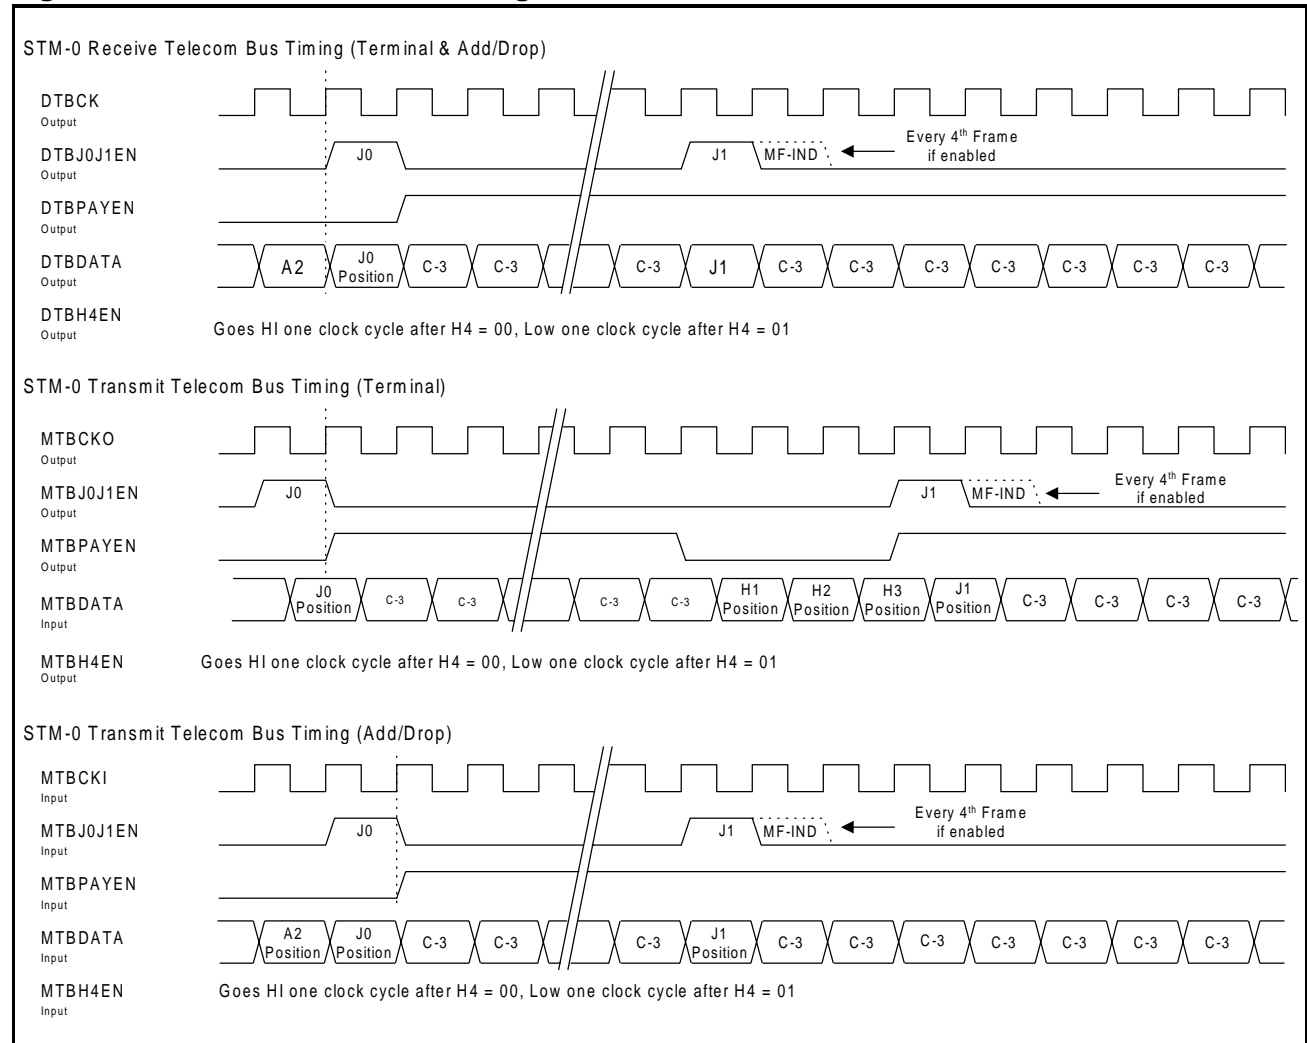 STM-0 Receive Telecom Bus Timing (Terminal & Add/Drop)
DTBCK
Output
DTBJ0J1EN
Output
J0
J1
MF-IND
Every 4th Frame
if enabled
DTBPAYEN
Output
DTBDATA
Output
A2
J0
Position
C-3
C-3
C-3
J1
C-3
C-3
C-3
C-3
C-3
C-3
C-3
DTBH4EN
Output
Goes HI one clock cycle after H4 = 00, Low one clock cycle after H4 = 01
STM-0 Transmit Telecom Bus Timing (Terminal)
MTBCKO
Output
MTBJ0J1EN
Output
J0
J1
MF-IND
Every 4th Frame
if enabled
MTBPAYEN
Output
MTBDATA
Input
J0
Position
C-3
C-3
C-3
C-3
H1
Position
H2
Position
H3
Position
J1
Position
C-3
C-3
C-3
C-3
MTBH4EN
Output
Goes HI one clock cycle after H4 = 00, Low one clock cycle after H4 = 01
STM-0 Transmit Telecom Bus Timing (Add/Drop)
MTBCKI
Input
MTBJ0J1EN
Input
J0
J1
MF-IND
Every 4th Frame
if enabled
MTBPAYEN
Input
MTBDATA
Input
A2
Position
J0
Position
C-3
C-3
C-3
J1
Position
C-3
C-3
C-3
C-3
C-3
C-3
C-3
MTBH4EN
Input
Goes HI one clock cycle after H4 = 00, Low one clock cycle after H4 = 01